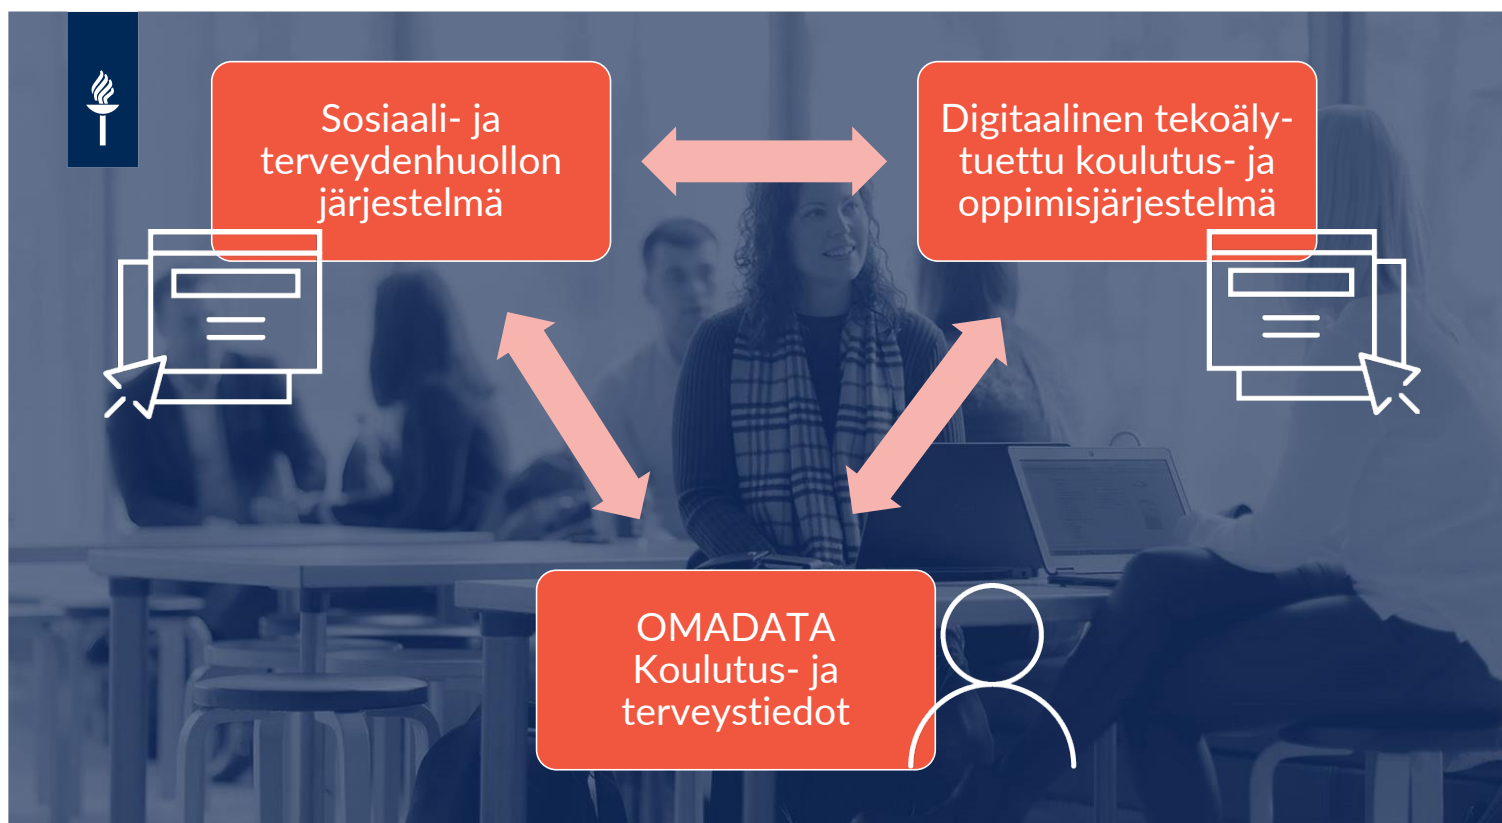 Sosiaali- ja
terveydenhuollon
järjestelmä
Digitaalinen tekoäly-
tuettu koulutus- ja
oppimisjärjestelmä
OMADATA
Koulutus- ja
terveystiedot